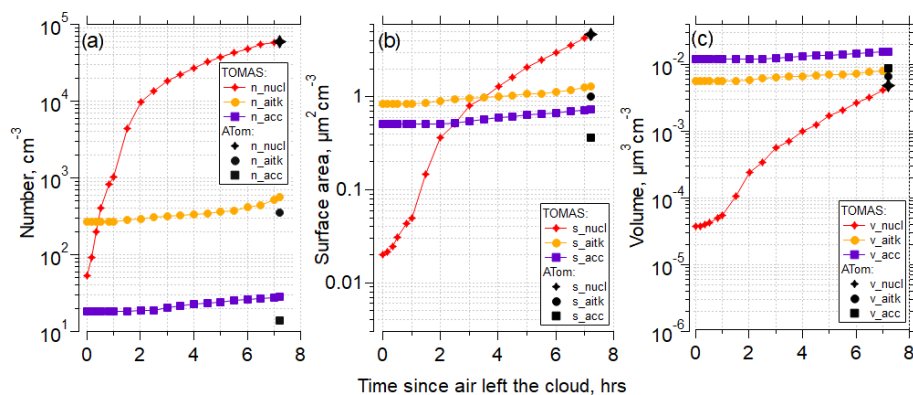 (a)
10^5
10^4
10^3
10^2
10^1
Number, cm^-3
TOMAS:
n_nucl
n_aitk
n_acc
ATom:
n_nucl
n_aitk
n_acc
0 2 4 6 8
(b)
1
0.1
0.01
Surface area, µm^2 cm^-3
TOMAS:
s_nucl
s_aitk
s_acc
ATom:
s_nucl
s_aitk
s_acc
0 2 4 6 8
(c)
10^-2
10^-3
10^-4
10^-5
10^-6
Volume, µm^3 cm^-3
TOMAS:
v_nucl
v_aitk
v_acc
ATom:
v_nucl
v_aitk
v_acc
0 2 4 6 8
Time since air left the cloud, hrs